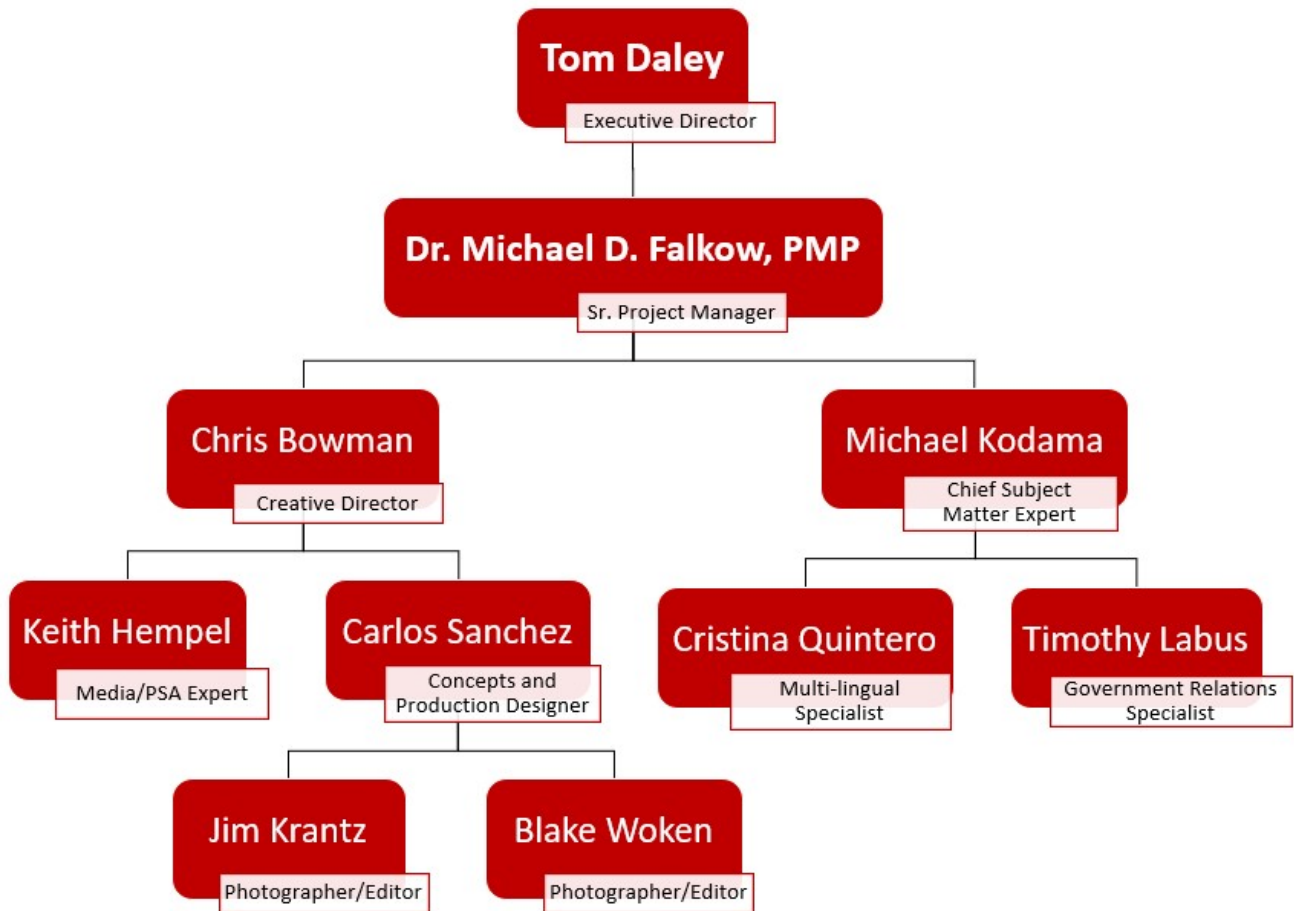 Tom Daley
Executive Director
Dr. Michael D. Falkow, PMP
Sr. Project Manager
Chris Bowman
Creative Director
Michael Kodama
Chief Subject
Matter Expert
Keith Hempel
Media/PSA Expert
Carlos Sanchez
Concepts and
Production Designer
Cristina Quintero
Multi-lingual
Specialist
Timothy Labus
Government Relations
Specialist
Jim Krantz
Photographer/Editor
Blake Woken
Photographer/Editor